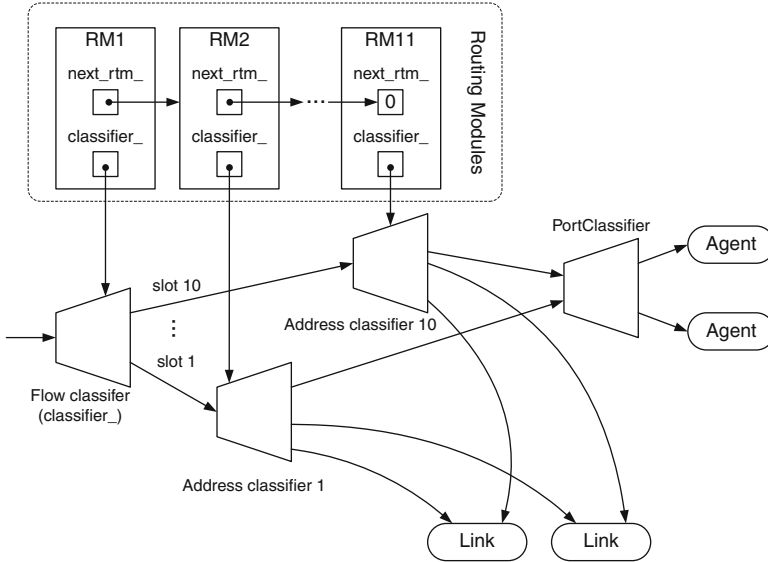 RM1
RM2
RM11
next_rtm_
next_rtm_
next_rtm_
...
0
classifier_
classifier_
classifier_
Routing Modules
PortClassifier
Agent
slot 10
Address classifier 10
...
Agent
slot 1
Flow classifer
(classifier_)
Address classifier 1
Link
Link